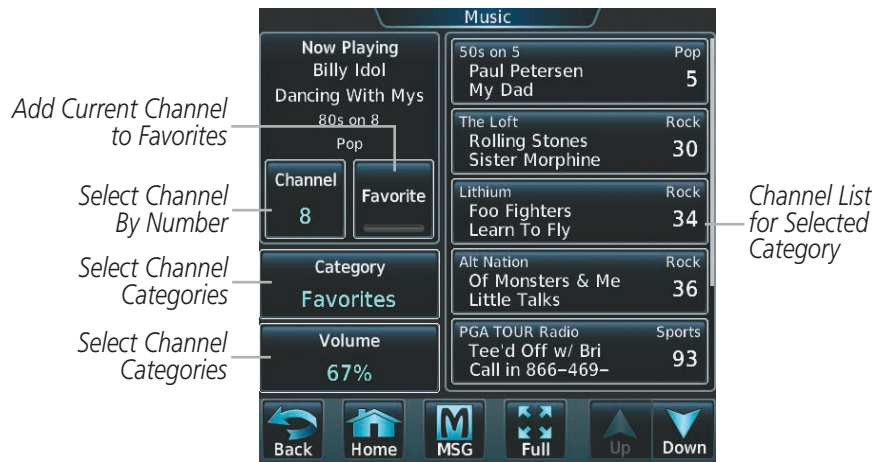 Music
Now Playing
Billy Idol
Dancing With Mys
80s on 8
Pop
Channel
8
Favorite
Category
Favorites
Volume
67%
50s on 5 Pop
Paul Petersen
My Dad
5
The Loft Rock
Rolling Stones
Sister Morphine
30
Lithium Rock
Foo Fighters
Learn To Fly
34
Alt Nation Rock
Of Monsters & Me
Little Talks
36
PGA TOUR Radio Sports
Tee'd Off w/ Bri
Call in 866-469-
93
Back
Home
MSG
Full
Up
Down
Add Current Channel
to Favorites
Select Channel
By Number
Select Channel
Categories
Select Channel
Categories
Channel List
for Selected
Category